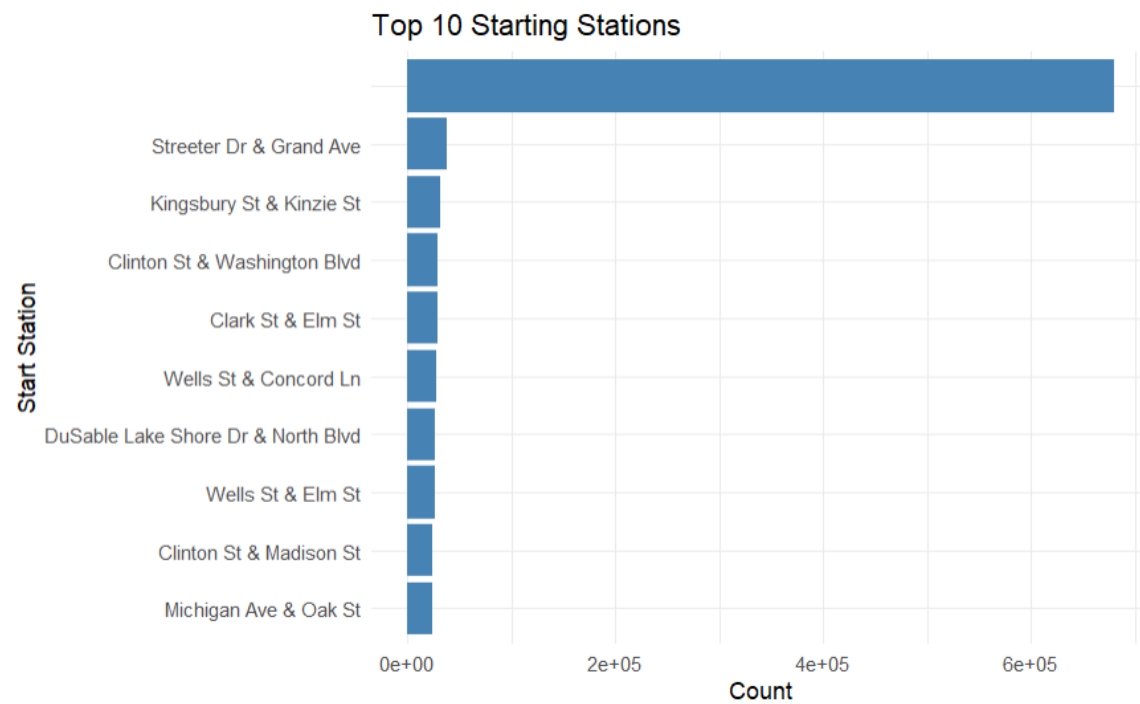 Top 10 Starting Stations
Streeter Dr & Grand Ave
Kingsbury St & Kinzie St
Clinton St & Washington Blvd
Clark St & Elm St
Wells St & Concord Ln
DuSable Lake Shore Dr & North Blvd
Wells St & Elm St
Clinton St & Madison St
Michigan Ave & Oak St
Start Station
0e+00 2e+05 4e+05 6e+05
Count